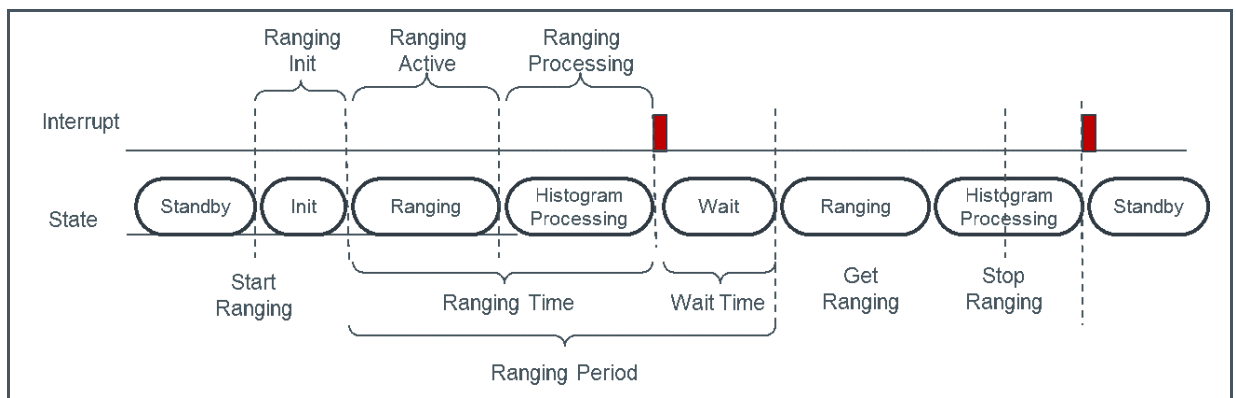 Ranging
Init
Ranging
Active
Ranging
Processing
Interrupt
State
Standby
Init
Ranging
Histogram
Processing
Wait
Ranging
Histogram
Processing
Standby
Start
Ranging
Ranging Time
Wait Time
Get
Ranging
Stop
Ranging
Ranging Period